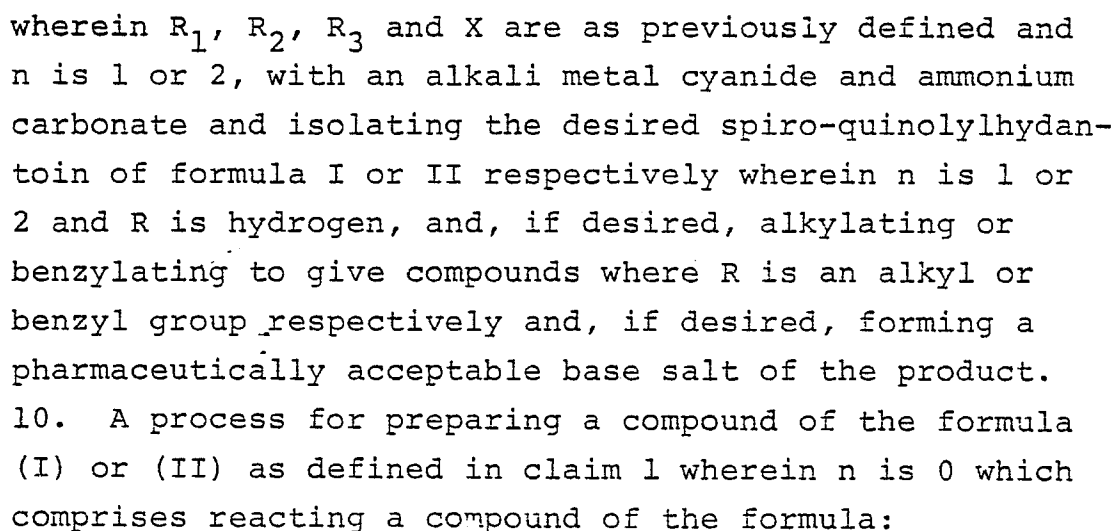 wherein R₁, R₂, R₃ and X are as previously defined and
n is 1 or 2, with an alkali metal cyanide and ammonium
carbonate and isolating the desired spiro-quinolylhydan-
toin of formula I or II respectively wherein n is 1 or
2 and R is hydrogen, and, if desired, alkylating or
benzylating to give compounds where R is an alkyl or
benzyl group respectively and, if desired, forming a
pharmaceutically acceptable base salt of the product.
10. A process for preparing a compound of the formula
(I) or (II) as defined in claim 1 wherein n is 0 which
comprises reacting a compound of the formula: